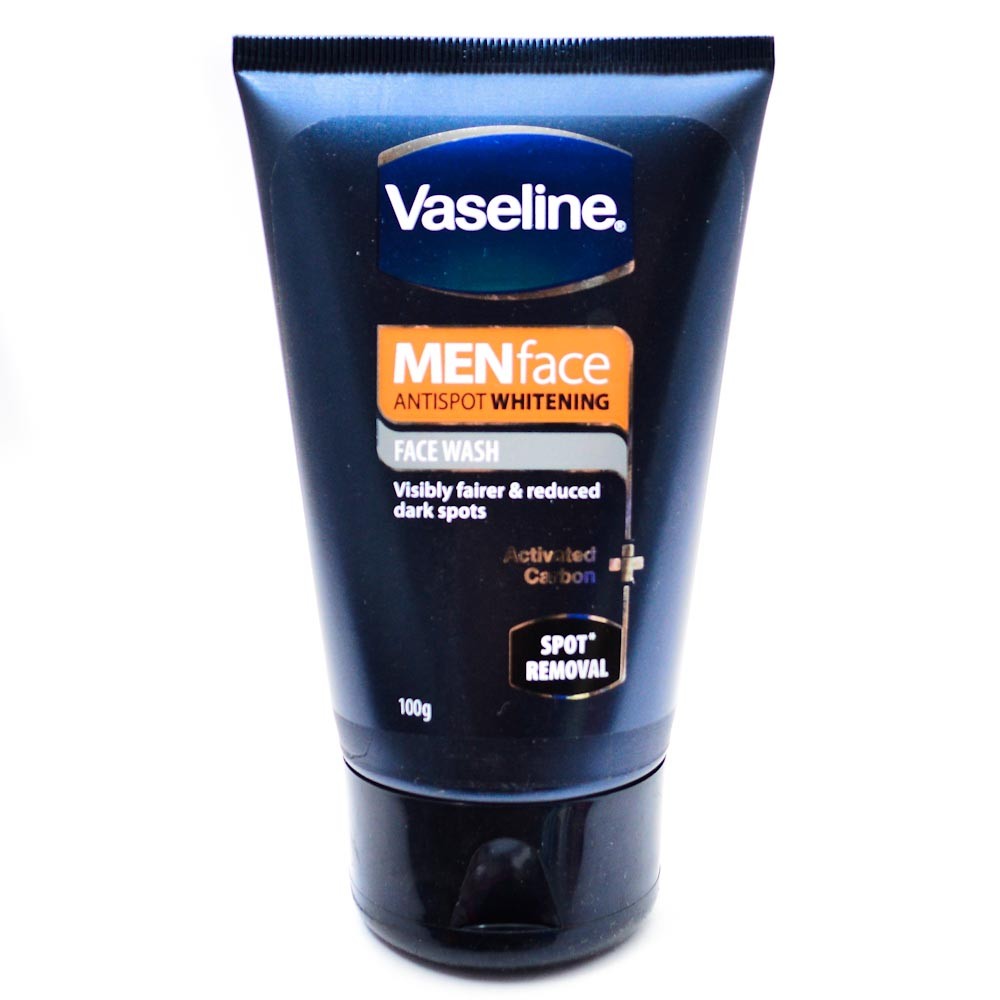 Vaseline®
MENface
ANTISPOT WHITENING
FACE WASH
Visibly fairer & reduced
dark spots
Activated
Carbon
SPOT*
REMOVAL
100g